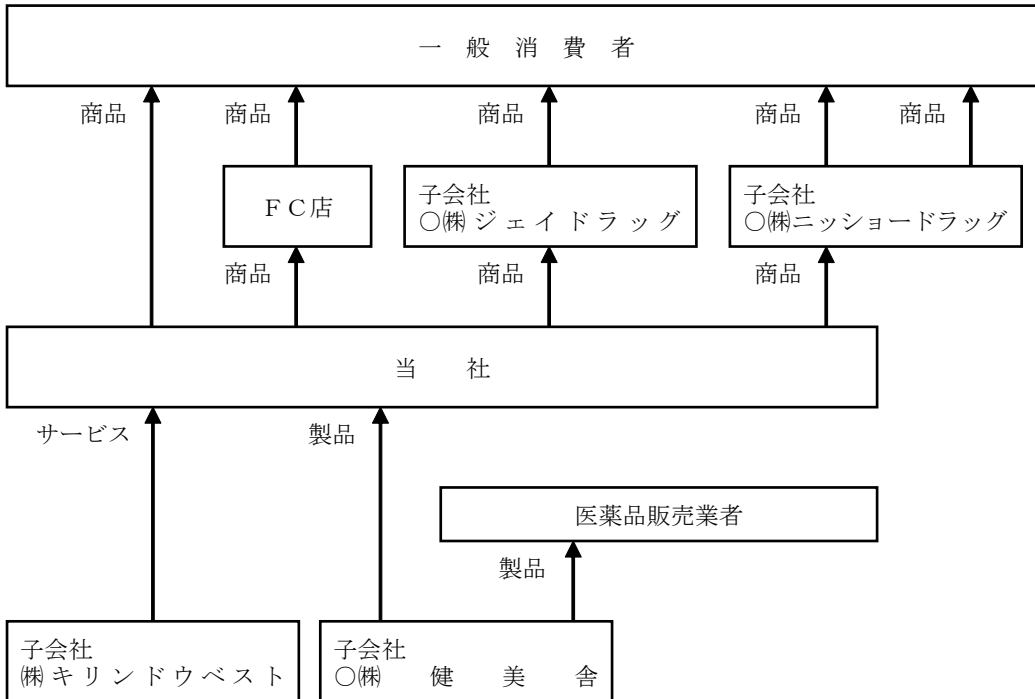 一般消費者
商品 商品 商品 商品 商品
FC店
子会社
○㈱ジェイドラッグ
子会社
○㈱ニッショードラッグ
商品 商品 商品
当社
サービス 製品
医薬品販売業者
製品
子会社
㈱キリンドウベスト
子会社
○㈱健美舎